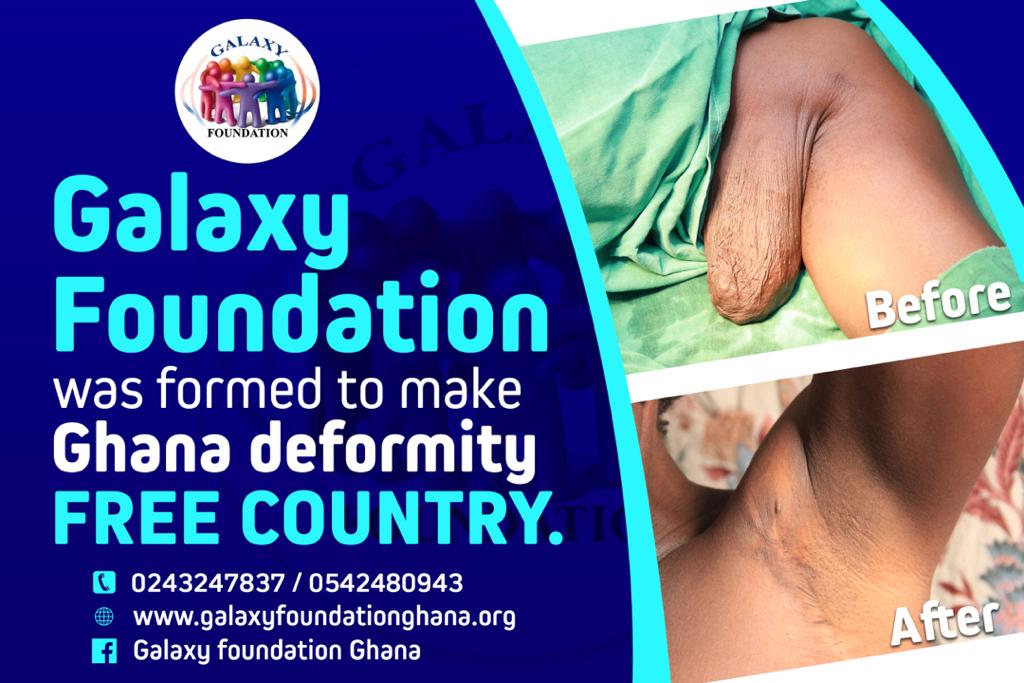 GALAXY
FOUNDATION
Galaxy
Foundation
was formed to make
Ghana deformity
FREE COUNTRY.
0243247837 / 0542480943
www.galaxyfoundationghana.org
Galaxy foundation Ghana
Before
After